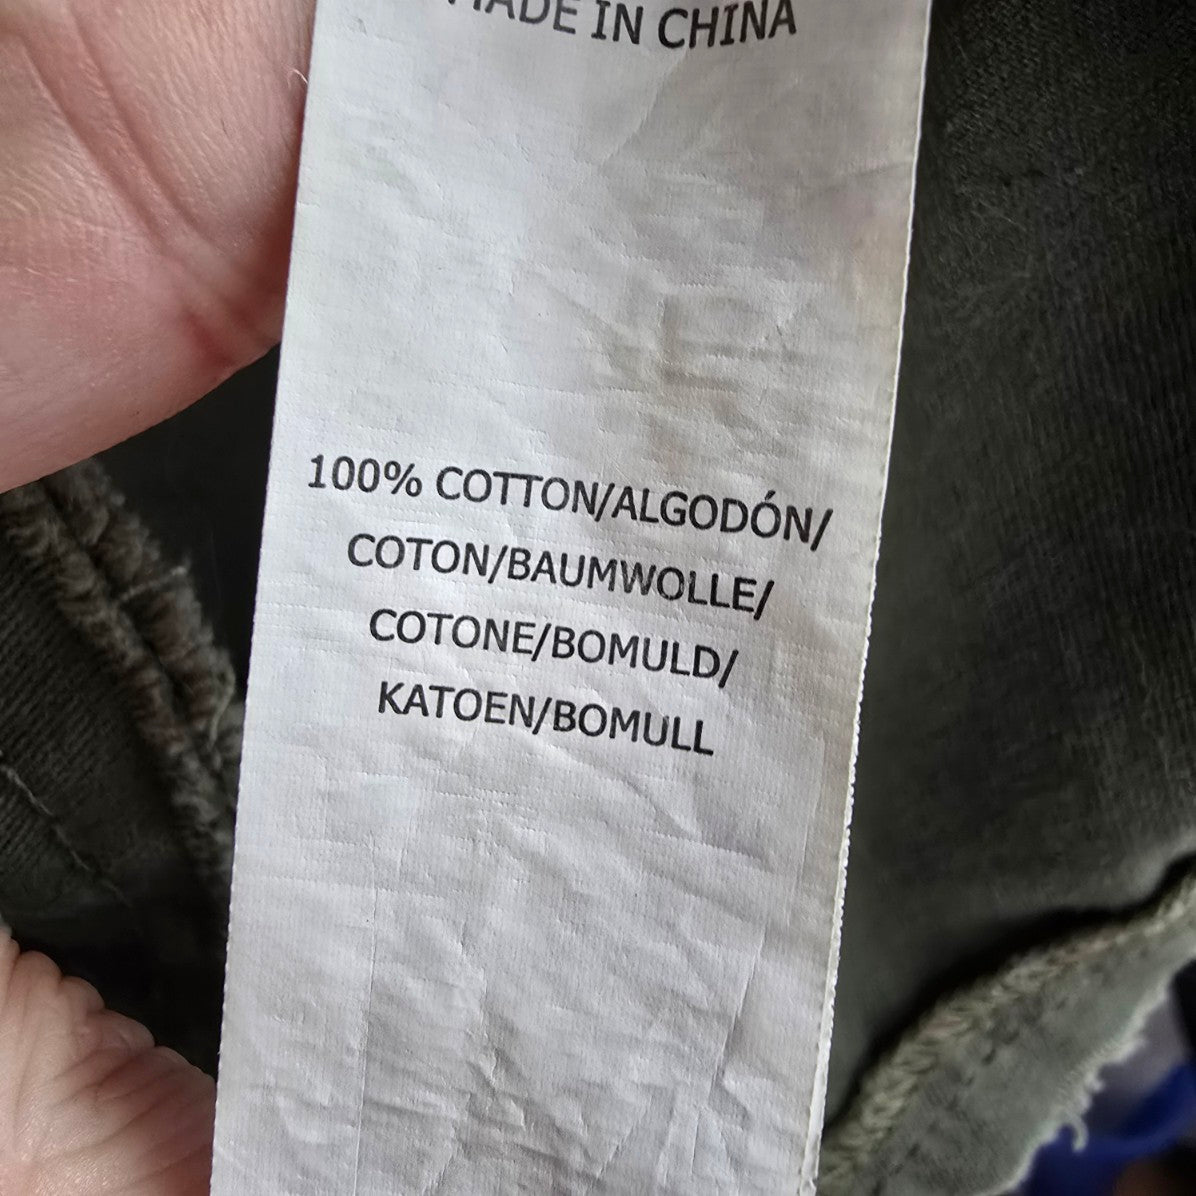 MADE IN CHINA
100% COTTON/ALGODÓN/
COTON/BAUMWOLLE/
COTONE/BOMULD/
KATOEN/BOMULL